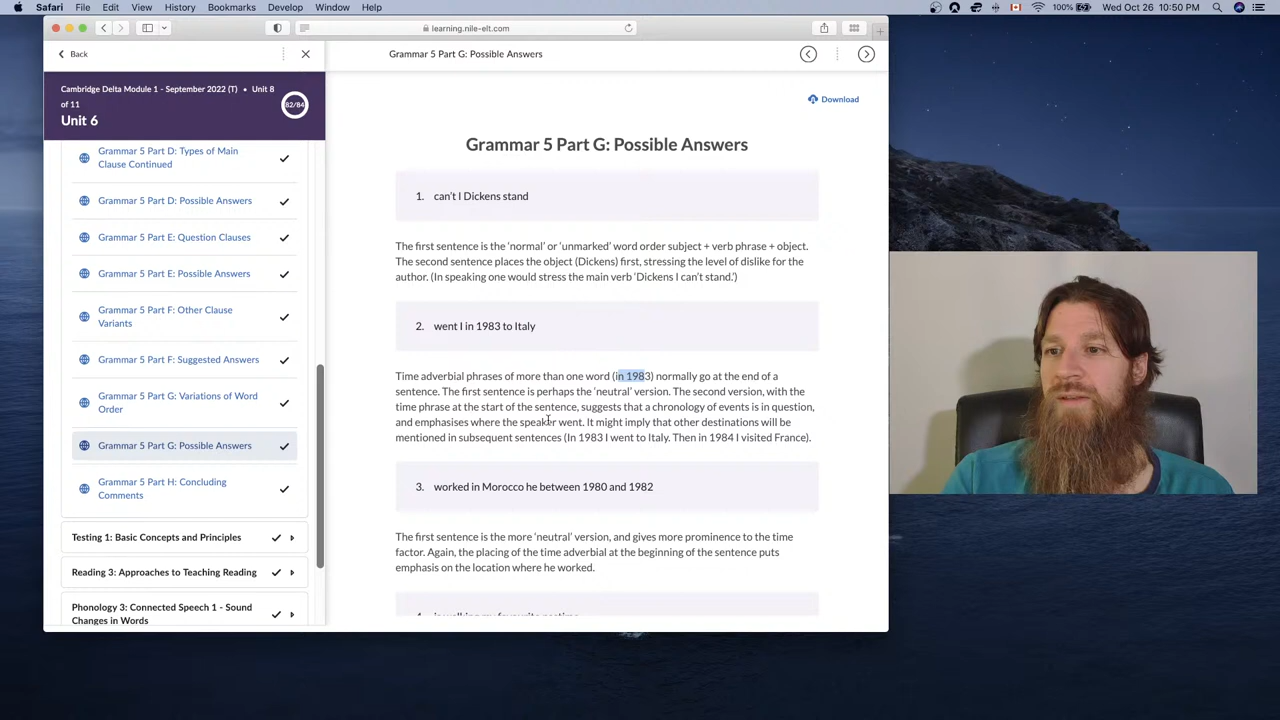 Safari File Edit View History Bookmarks Develop Window Help
100% Wed Oct 26 10:50 PM
learning.nile-elt.com
Back
Grammar 5 Part G: Possible Answers
Cambridge Delta Module 1 - September 2022 (T) • Unit 8
of 11
82/84
Unit 6
Grammar 5 Part D: Types of Main
Clause Continued
Grammar 5 Part D: Possible Answers
Grammar 5 Part E: Question Clauses
Grammar 5 Part E: Possible Answers
Grammar 5 Part F: Other Clause
Variants
Grammar 5 Part F: Suggested Answers
Grammar 5 Part G: Variations of Word
Order
Grammar 5 Part G: Possible Answers
Grammar 5 Part H: Concluding
Comments
Testing 1: Basic Concepts and Principles
Reading 3: Approaches to Teaching Reading
Phonology 3: Connected Speech 1 - Sound
Changes in Words
Download
Grammar 5 Part G: Possible Answers
1. can't I Dickens stand
The first sentence is the 'normal' or 'unmarked' word order subject + verb phrase + object.
The second sentence places the object (Dickens) first, stressing the level of dislike for the
author. (In speaking one would stress the main verb 'Dickens I can't stand.')
2. went I in 1983 to Italy
Time adverbial phrases of more than one word (in 1983) normally go at the end of a
sentence. The first sentence is perhaps the 'neutral' version. The second version, with the
time phrase at the start of the sentence, suggests that a chronology of events is in question,
and emphasises where the speaker went. It might imply that other destinations will be
mentioned in subsequent sentences (In 1983 I went to Italy. Then in 1984 I visited France).
3. worked in Morocco he between 1980 and 1982
The first sentence is the more 'neutral' version, and gives more prominence to the time
factor. Again, the placing of the time adverbial at the beginning of the sentence puts
emphasis on the location where he worked.
4. is walking my favourite pastime